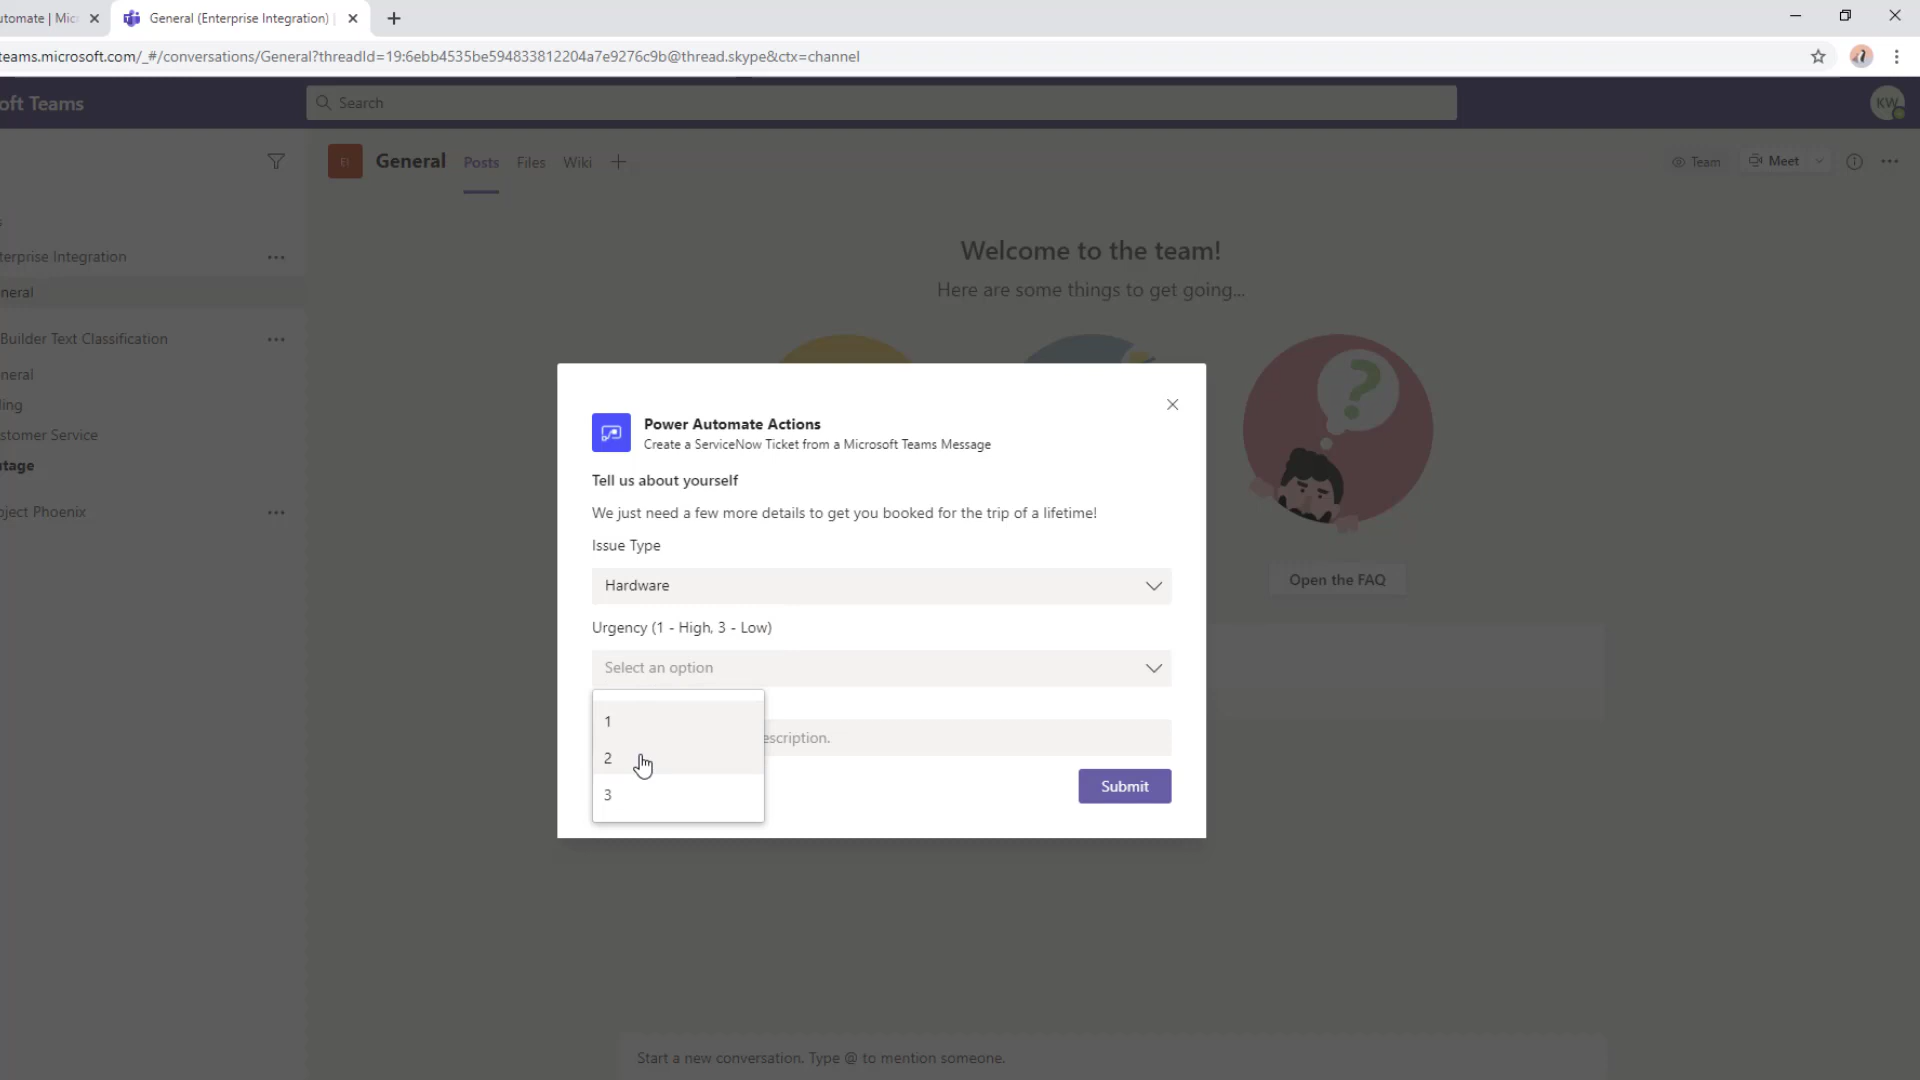 utomate | Mic
General (Enterprise Integration)
teams.microsoft.com/_#/conversations/General?threadId=19:6ebb4535be594833812204a7e9276c9b@thread.skype&ctx=channel
oft Teams
Search
KW
EI
General
Posts
Files
Wiki
Team
Meet
s
terprise Integration
neral
Builder Text Classification
neral
ling
stomer Service
tage
oject Phoenix
Welcome to the team!
Here are some things to get going...
Open the FAQ
Power Automate Actions
Create a ServiceNow Ticket from a Microsoft Teams Message
Tell us about yourself
We just need a few more details to get you booked for the trip of a lifetime!
Issue Type
Hardware
Urgency (1 - High, 3 - Low)
Select an option
1
2
3
escription.
Submit
Start a new conversation. Type @ to mention someone.